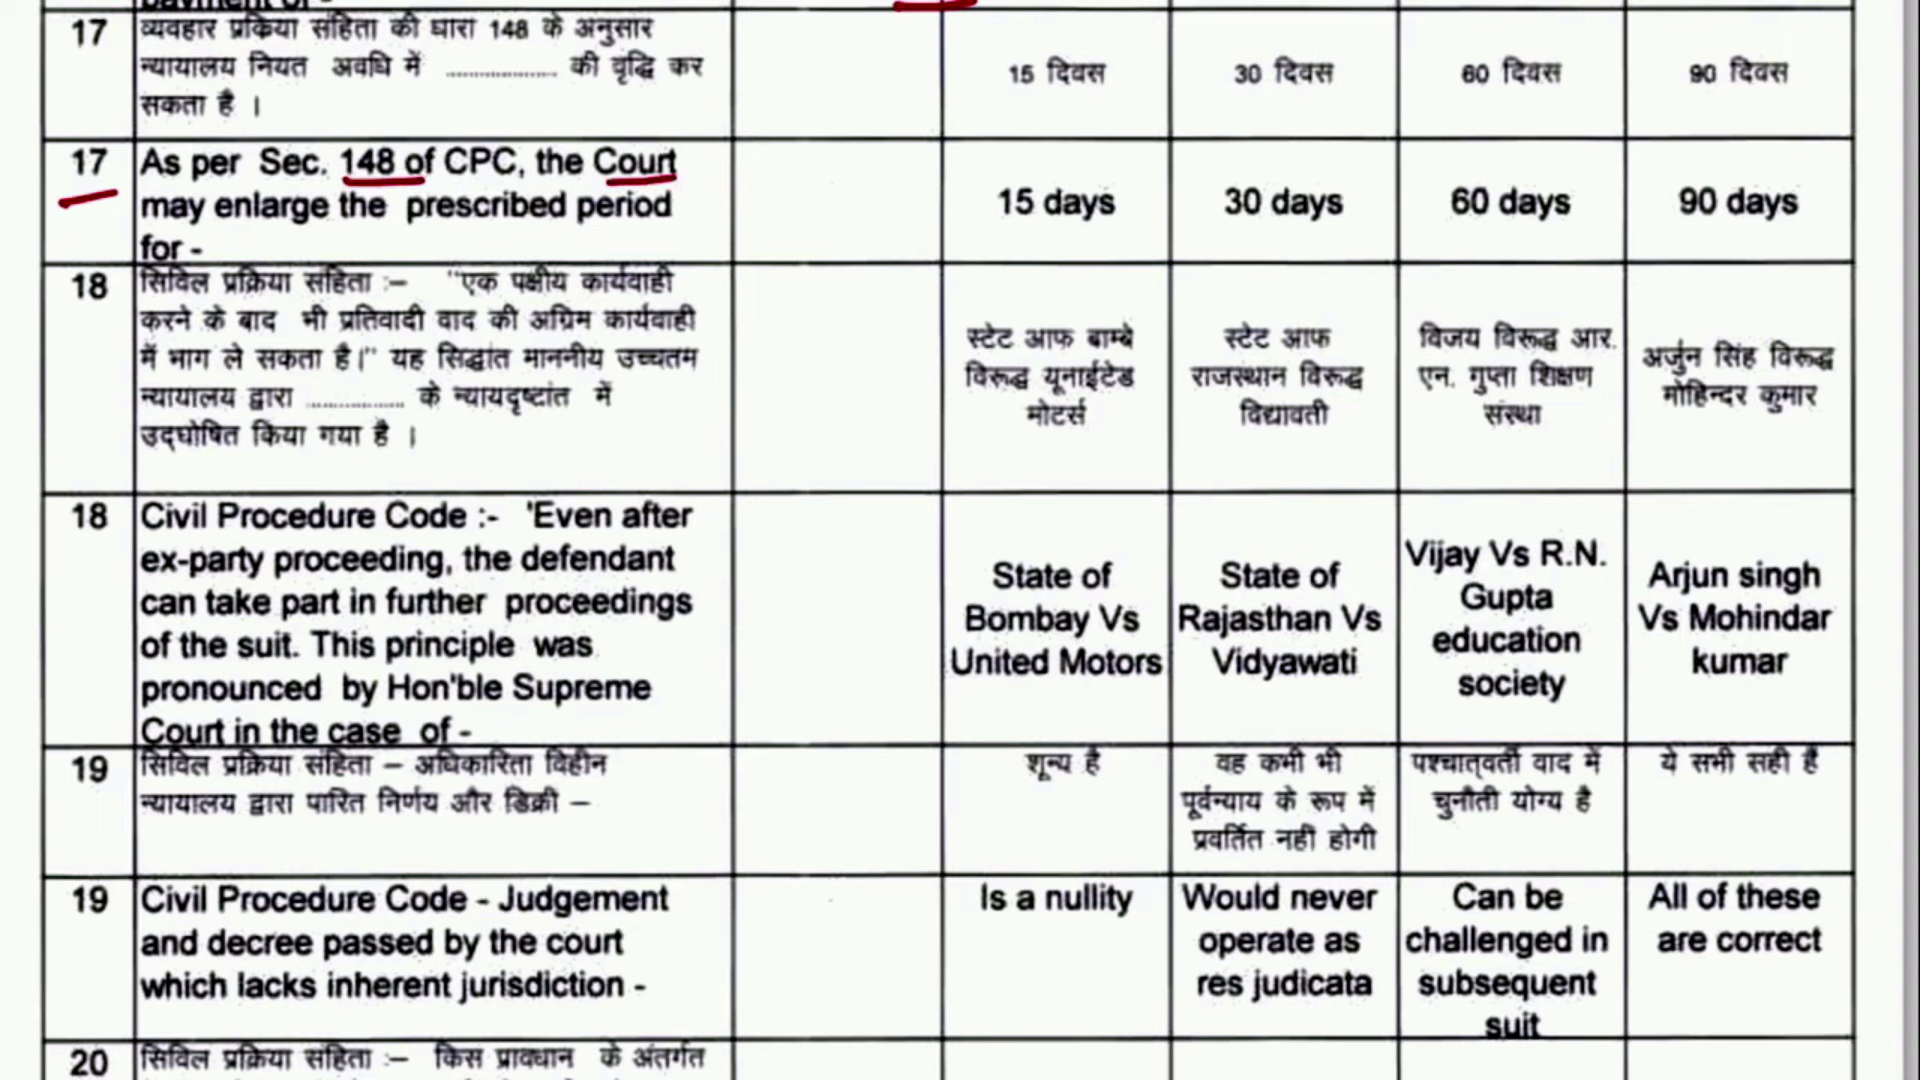 payment of -
17
व्यवहार प्रक्रिया संहिता की धारा 148 के अनुसार
न्यायालय नियत अवधि में ................... की वृद्धि कर
सकता है ।
15 दिवस
30 दिवस
60 दिवस
90 दिवस
17
As per Sec. 148 of CPC, the Court
may enlarge the prescribed period
for -
15 days
30 days
60 days
90 days
18
सिविल प्रक्रिया संहिता :– "एक पक्षीय कार्यवाही
करने के बाद भी प्रतिवादी वाद की अग्रिम कार्यवाही
में भाग ले सकता है।" यह सिद्धांत माननीय उच्चतम
न्यायालय द्वारा ................. के न्यायदृष्टांत में
उद्घोषित किया गया है ।
स्टेट आफ बाम्बे
विरूद्ध यूनाईटेड
मोटर्स
स्टेट आफ
राजस्थान विरूद्ध
विद्यावती
विजय विरूद्ध आर.
एन. गुप्ता शिक्षण
संस्था
अर्जुन सिंह विरूद्ध
मोहिन्दर कुमार
18
Civil Procedure Code :- 'Even after
ex-party proceeding, the defendant
can take part in further proceedings
of the suit. This principle was
pronounced by Hon'ble Supreme
Court in the case of -
State of
Bombay Vs
United Motors
State of
Rajasthan Vs
Vidyawati
Vijay Vs R.N.
Gupta
education
society
Arjun singh
Vs Mohindar
kumar
19
सिविल प्रक्रिया संहिता – अधिकारिता विहीन
न्यायालय द्वारा पारित निर्णय और डिक्री –
शून्य है
वह कभी भी
पूर्वन्याय के रूप में
प्रवर्तित नहीं होगी
पश्चात्वर्ती वाद में
चुनौती योग्य है
ये सभी सही है
19
Civil Procedure Code - Judgement
and decree passed by the court
which lacks inherent jurisdiction -
Is a nullity
Would never
operate as
res judicata
Can be
challenged in
subsequent
suit
All of these
are correct
20
सिविल प्रक्रिया संहिता :– किस प्रावधान के अंतर्गत